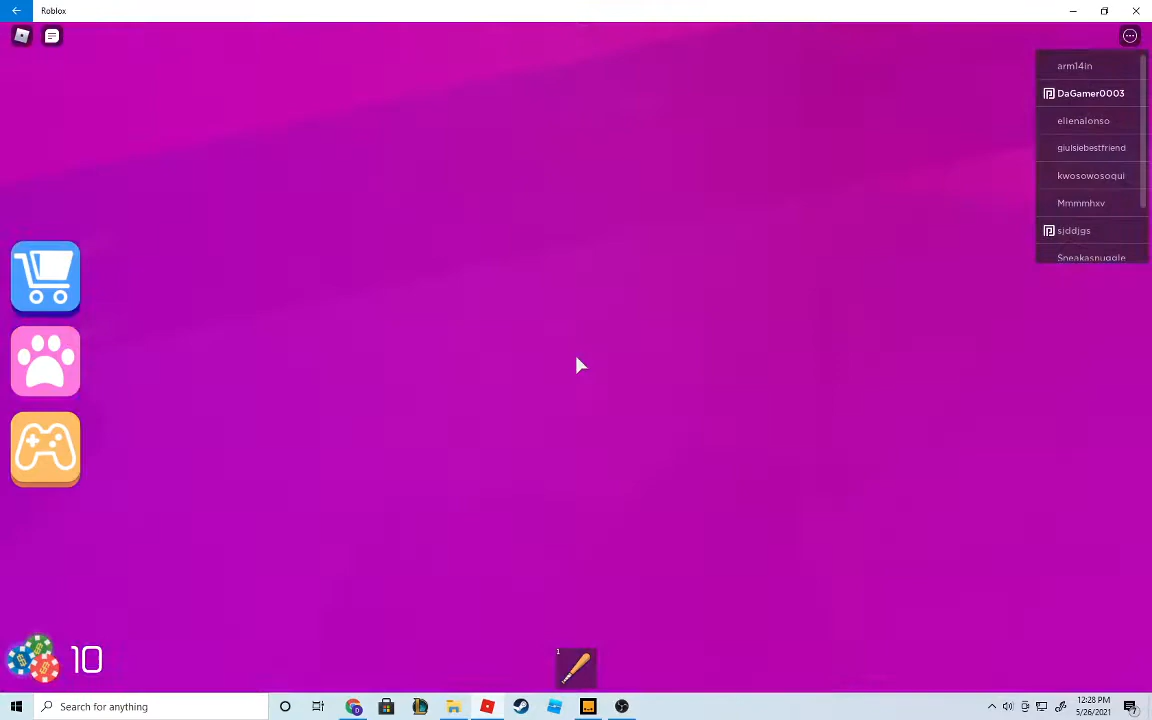 Roblox
arm14in
DaGamer0003
elienalonso
giulsiebestfriend
kwosowosoqui
Mmmmhxv
sjddjgs
Sneakasnuggle
10
1
Search for anything
12:28 PM
5/26/2021